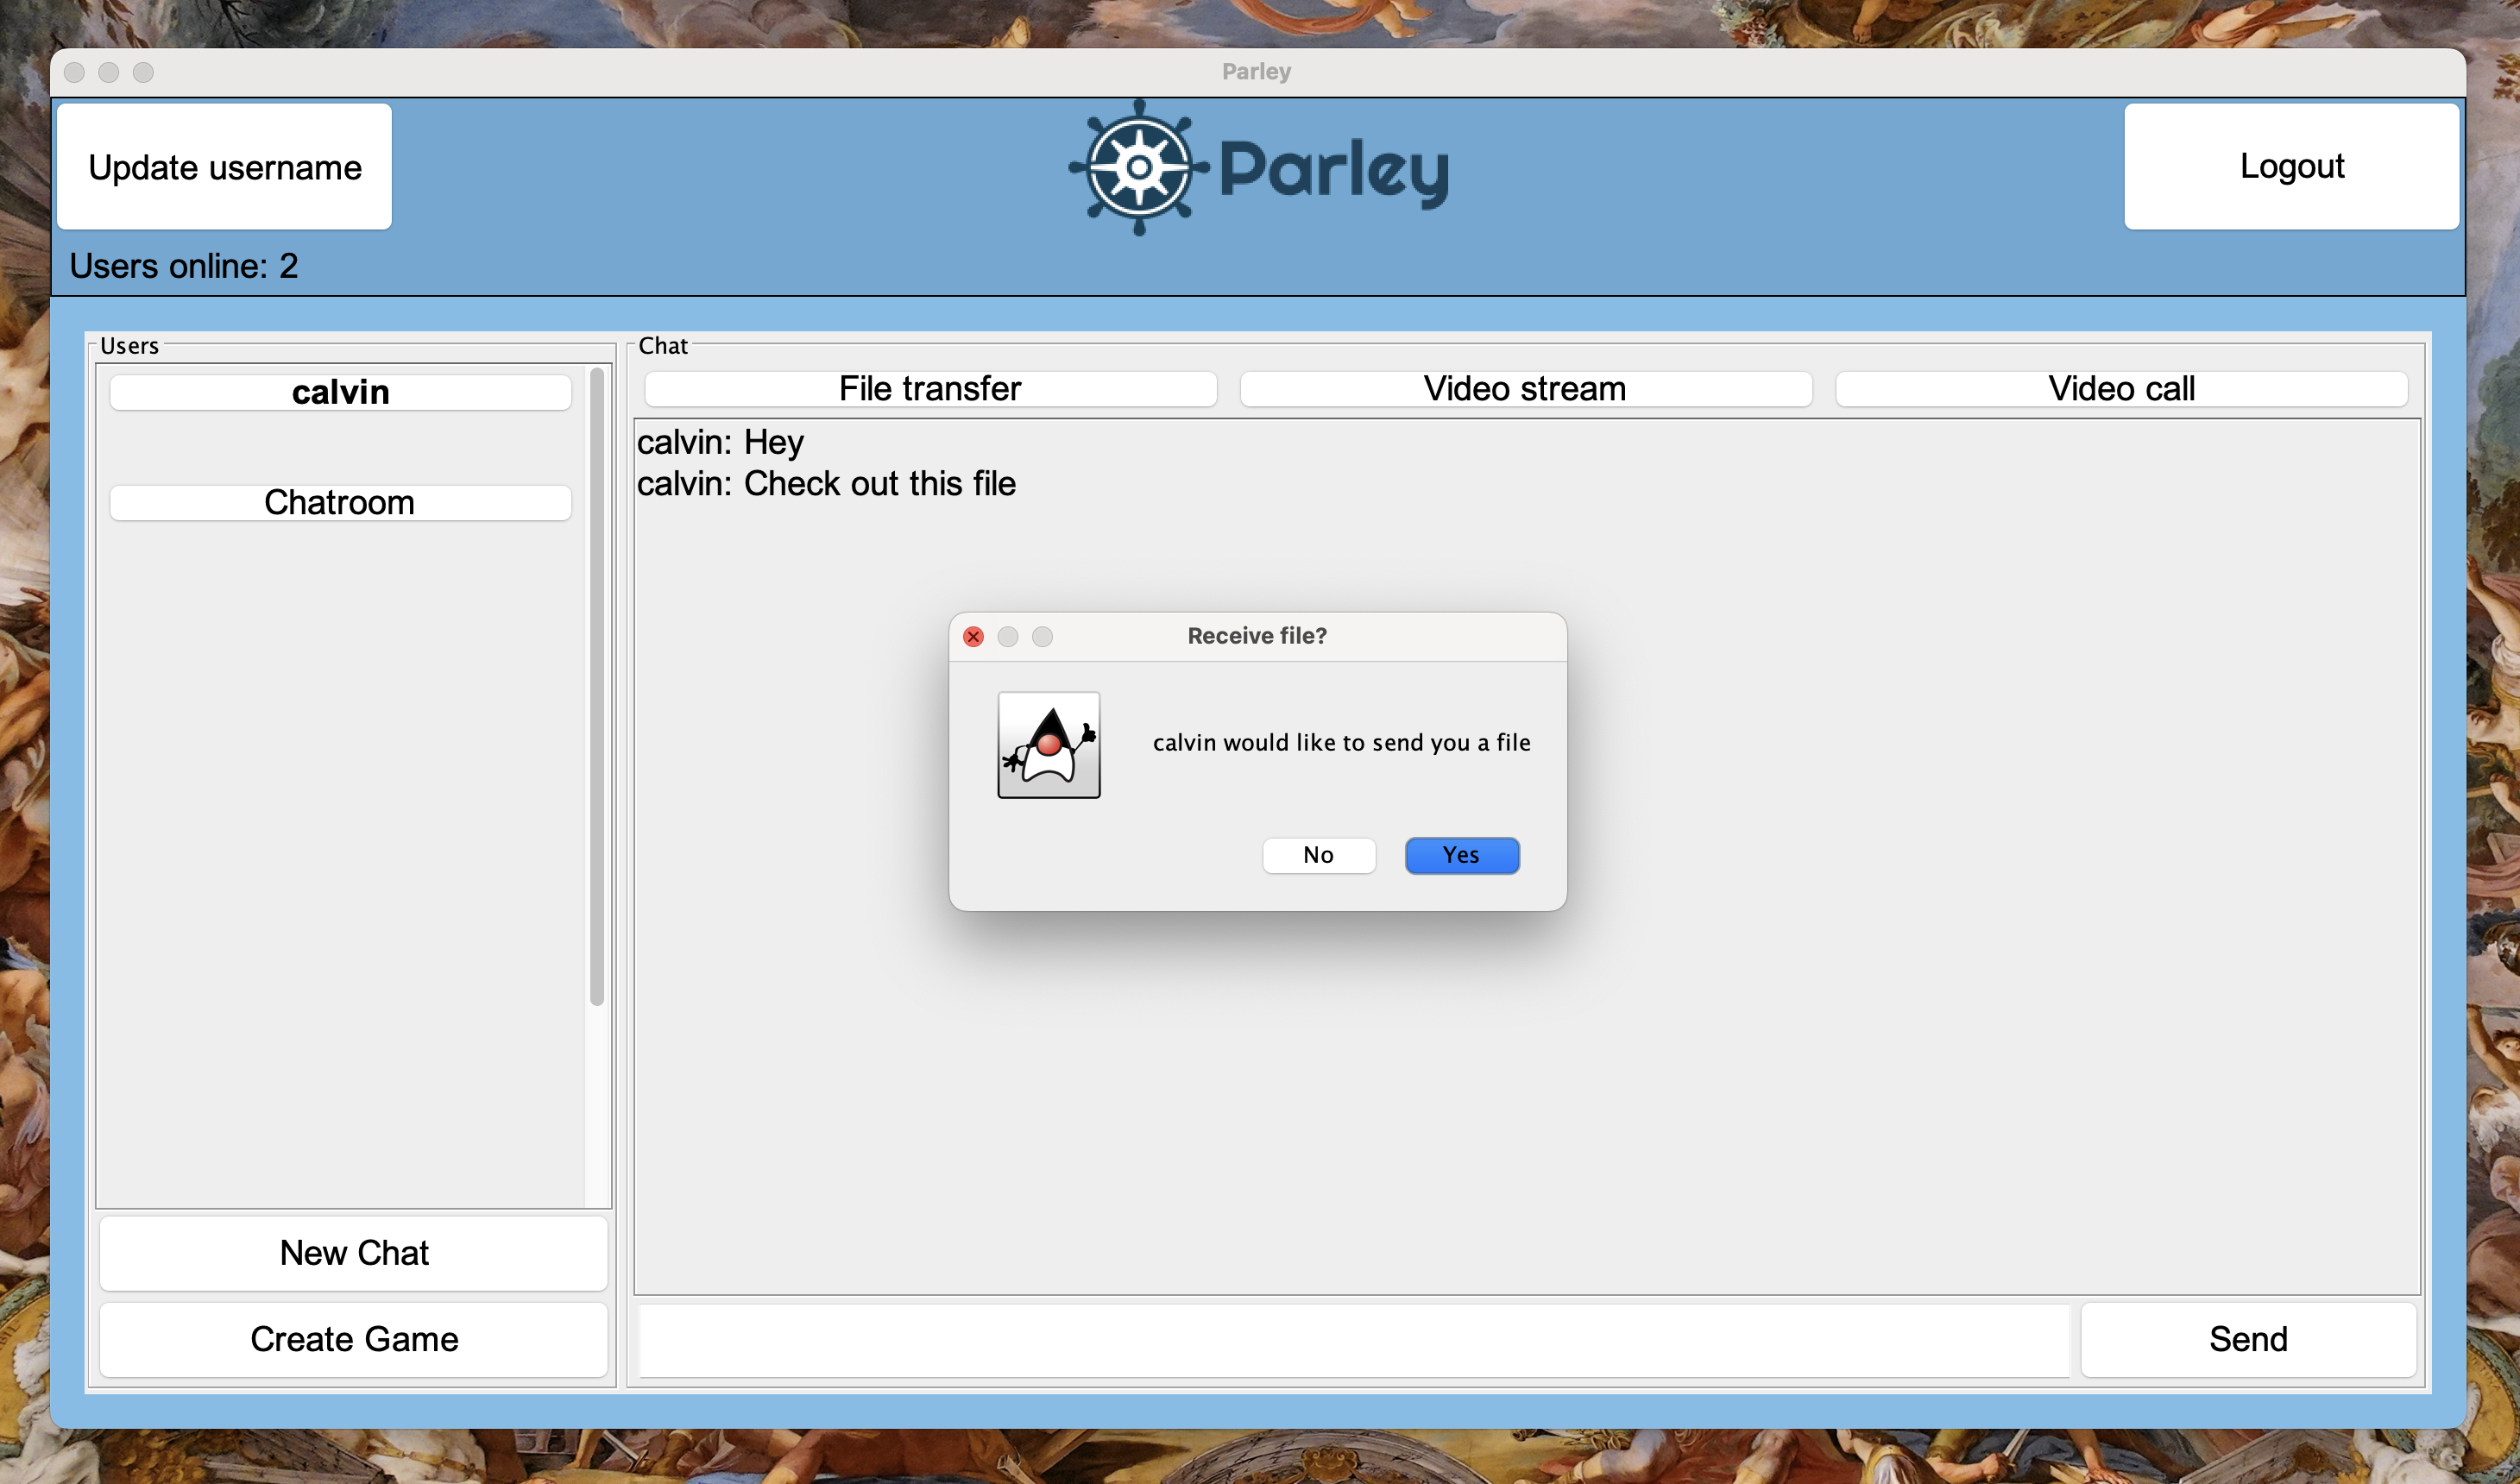 Parley
Update username
Parley
Logout
Users online: 2
Users
calvin
Chatroom
New Chat
Create Game
Chat
File transfer
Video stream
Video call
calvin: Hey
calvin: Check out this file
Receive file?
calvin would like to send you a file
No
Yes
Send